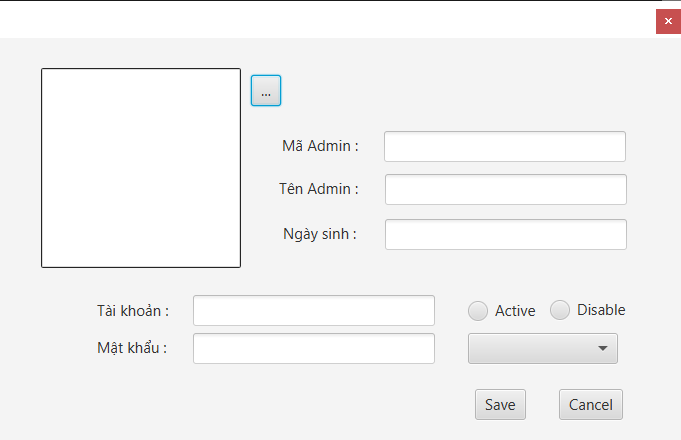 ...
Mã Admin :
Tên Admin :
Ngày sinh :
Tài khoản :
Active
Disable
Mật khẩu :
Save
Cancel